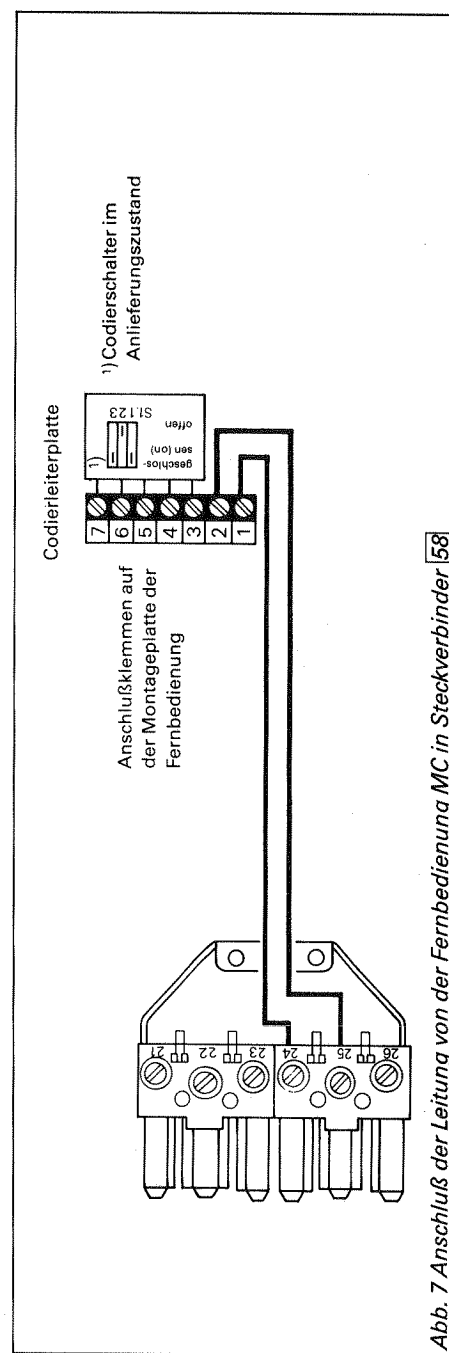 Codierleiterplatte
¹) Codierschalter im
Anlieferungszustand
1)
S1.123
geschlos-
sen (on)
offen
7
6
5
4
3
2
1
Anschlußklemmen auf
der Montageplatte der
Fernbedienung
21
22
23
24
25
26
Abb. 7 Anschluß der Leitung von der Fernbedienung MC in Steckverbinder 58